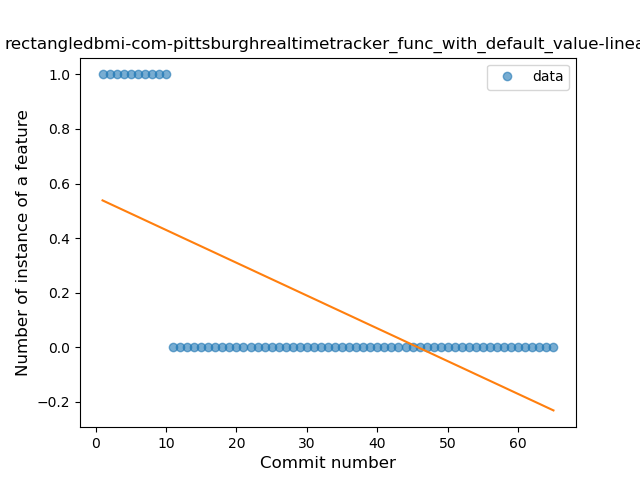 rectangledbmi-com-pittsburghrealtimetracker_func_with_default_value-linea
data
Number of instance of a feature
1.0
0.8
0.6
0.4
0.2
0.0
−0.2
0 10 20 30 40 50 60
Commit number